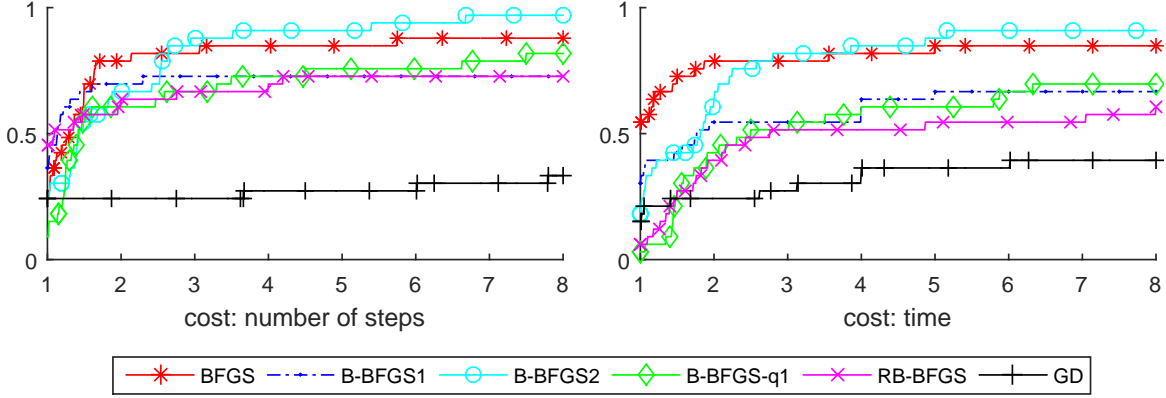 1
0.5
0
1 2 3 4 5 6 7 8
cost: number of steps
1
0.5
0
1 2 3 4 5 6 7 8
cost: time
BFGS B-BFGS1 B-BFGS2 B-BFGS-q1 RB-BFGS GD